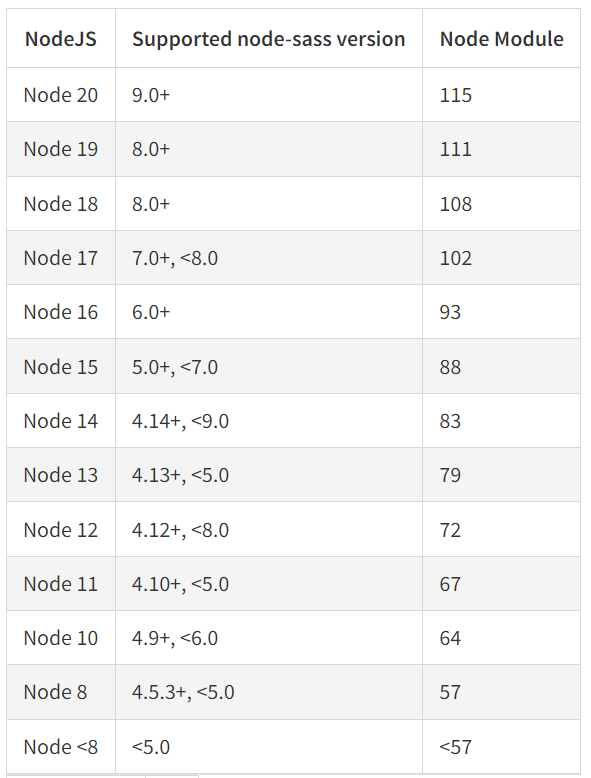 NodeJS Supported node-sass version Node Module
Node 20 9.0+ 115
Node 19 8.0+ 111
Node 18 8.0+ 108
Node 17 7.0+, <8.0 102
Node 16 6.0+ 93
Node 15 5.0+, <7.0 88
Node 14 4.14+, <9.0 83
Node 13 4.13+, <5.0 79
Node 12 4.12+, <8.0 72
Node 11 4.10+, <5.0 67
Node 10 4.9+, <6.0 64
Node 8 4.5.3+, <5.0 57
Node <8 <5.0 <57